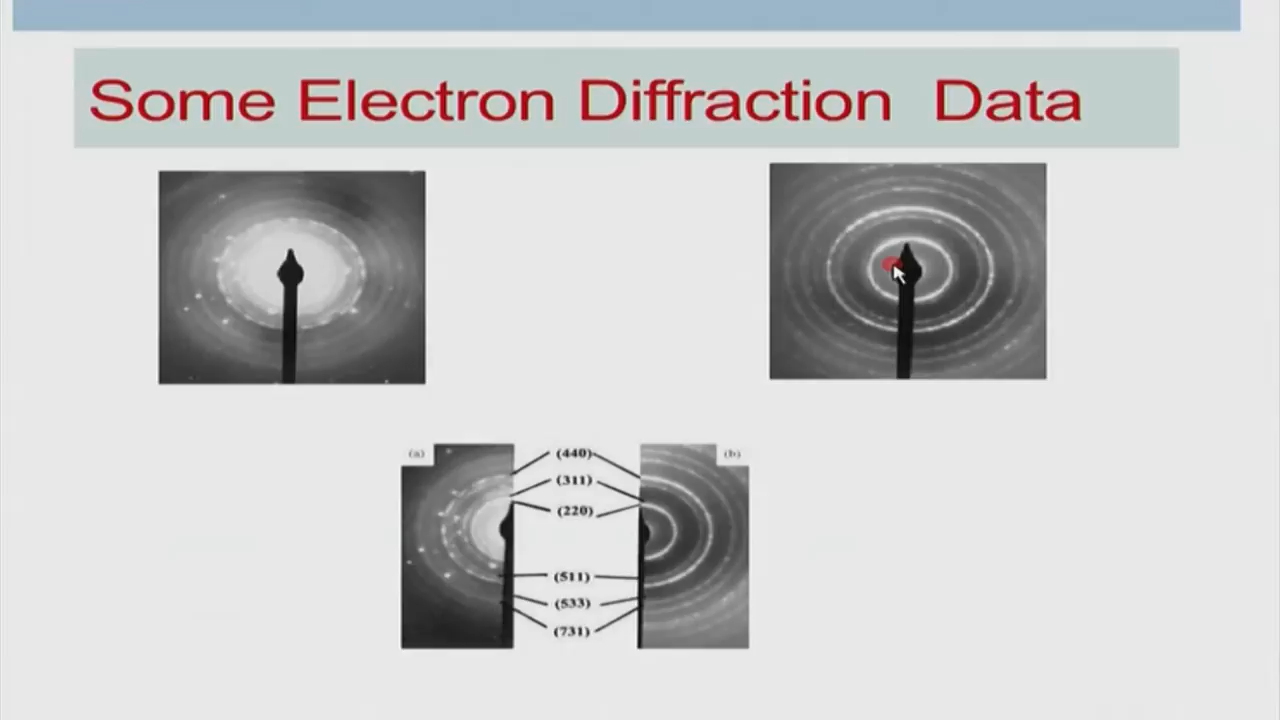 Some Electron Diffraction Data
(a) (440) (b)
(311)
(220)
(511)
(533)
(731)